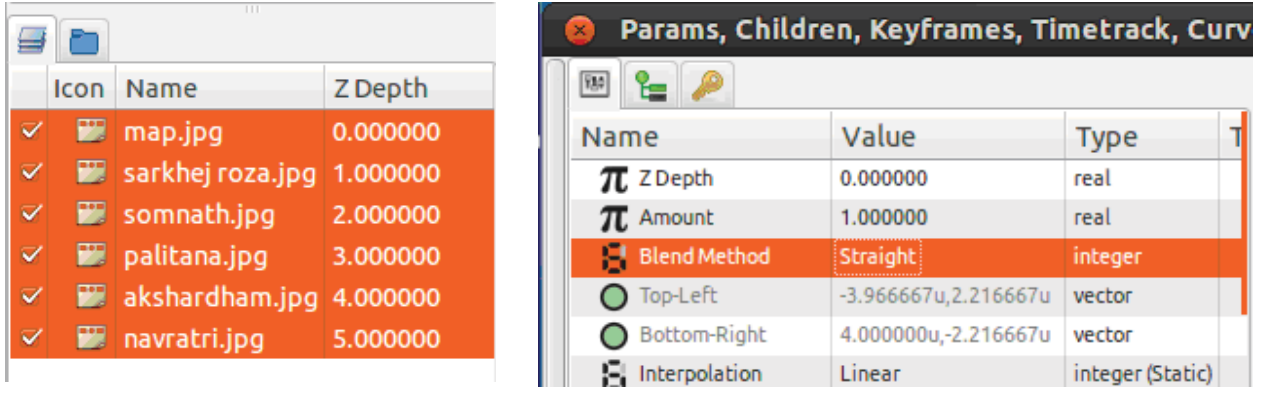 Icon Name Z Depth
map.jpg 0.000000
sarkhej roza.jpg 1.000000
somnath.jpg 2.000000
palitana.jpg 3.000000
akshardham.jpg 4.000000
navratri.jpg 5.000000
Params, Children, Keyframes, Timetrack, Curv
Name Value Type T
π Z Depth 0.000000 real
π Amount 1.000000 real
Blend Method Straight integer
Top-Left -3.966667u,2.216667u vector
Bottom-Right 4.000000u,-2.216667u vector
Interpolation Linear integer (Static)